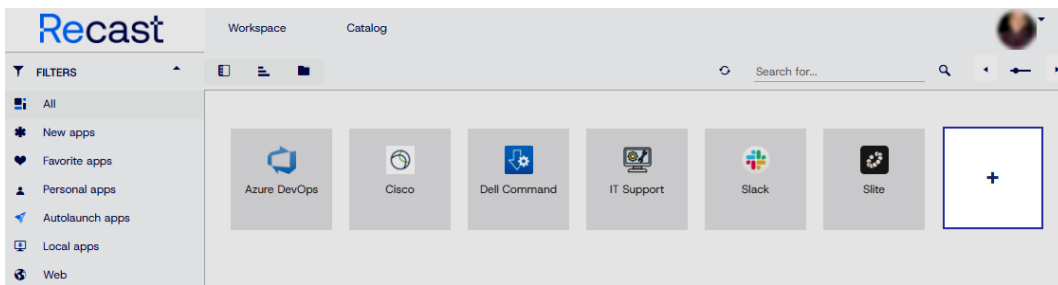 Recast
Workspace
Catalog
FILTERS
Search for...
All
New apps
Favorite apps
Personal apps
Autolaunch apps
Local apps
Web
Azure DevOps
Cisco
Dell Command
IT Support
Slack
Slite
+